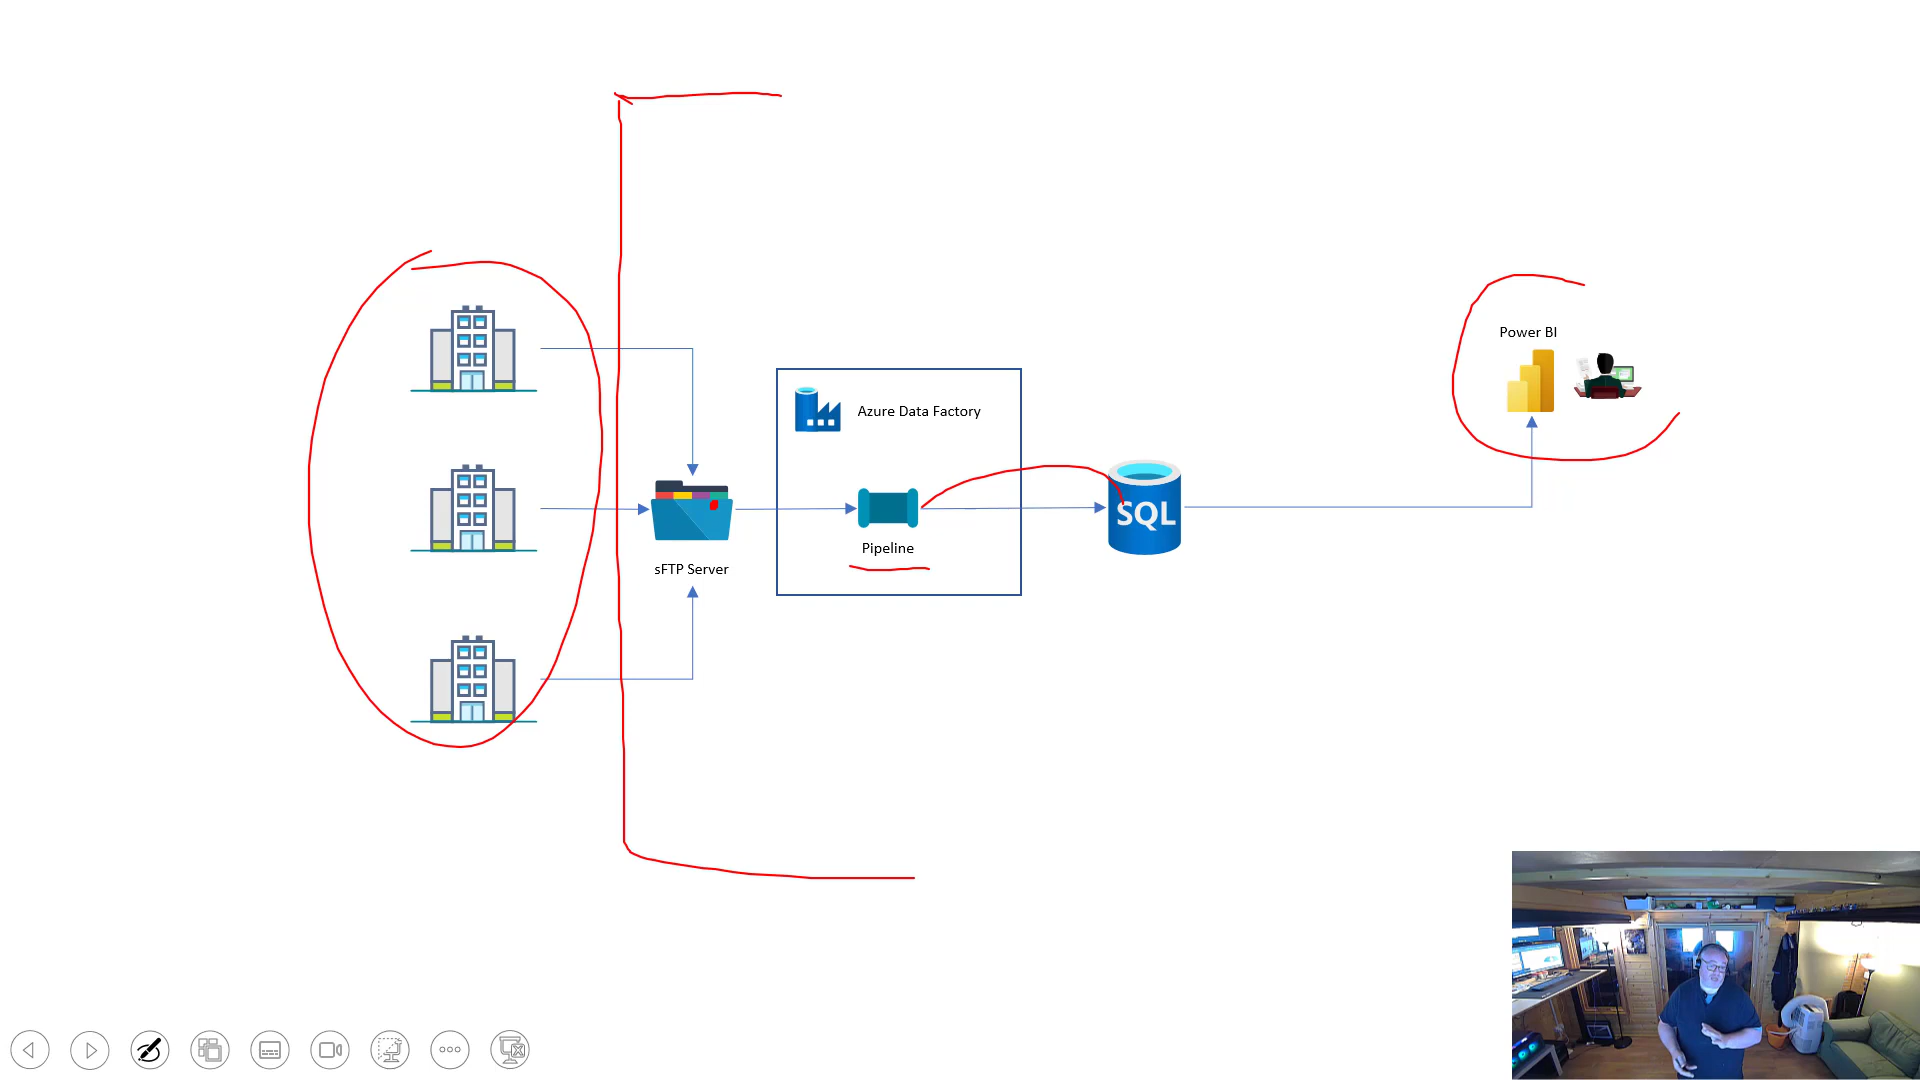 Power BI
Azure Data Factory
SQL
Pipeline
sFTP Server